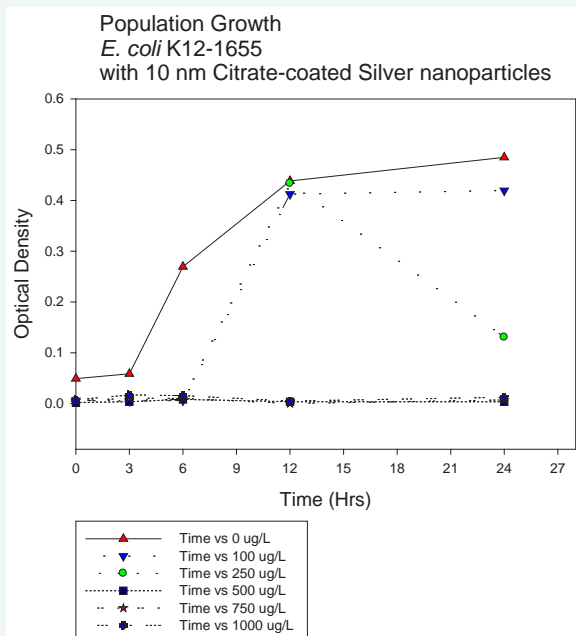 Population Growth
E. coli K12-1655
with 10 nm Citrate-coated Silver nanoparticles
0.6
0.5
0.4
0.3
0.2
0.1
0.0
Optical Density
0 3 6 9 12 15 18 21 24 27
Time (Hrs)
Time vs 0 ug/L
Time vs 100 ug/L
Time vs 250 ug/L
Time vs 500 ug/L
Time vs 750 ug/L
Time vs 1000 ug/L